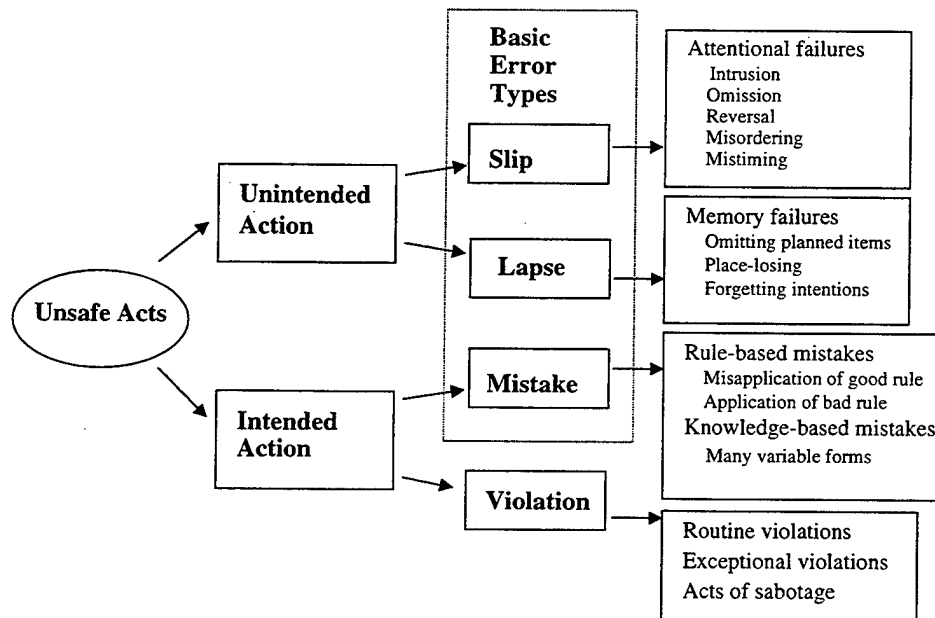 Basic
Error
Types
Unsafe Acts
Unintended
Action
Intended
Action
Slip
Lapse
Mistake
Violation
Attentional failures
Intrusion
Omission
Reversal
Misordering
Mistiming
Memory failures
Omitting planned items
Place-losing
Forgetting intentions
Rule-based mistakes
Misapplication of good rule
Application of bad rule
Knowledge-based mistakes
Many variable forms
Routine violations
Exceptional violations
Acts of sabotage